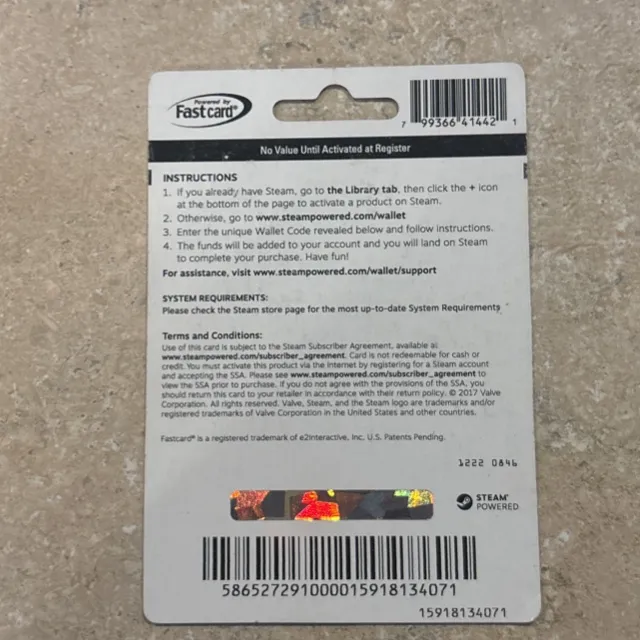 Powered by
Fastcard®
7 99366 41442 1
No Value Until Activated at Register
INSTRUCTIONS
1. If you already have Steam, go to the Library tab, then click the + icon
at the bottom of the page to activate a product on Steam.
2. Otherwise, go to www.steampowered.com/wallet
3. Enter the unique Wallet Code revealed below and follow instructions.
4. The funds will be added to your account and you will land on Steam
to complete your purchase. Have fun!
For assistance, visit www.steampowered.com/wallet/support
SYSTEM REQUIREMENTS:
Please check the Steam store page for the most up-to-date System Requirements
Terms and Conditions:
Use of this card is subject to the Steam Subscriber Agreement, available at
www.steampowered.com/subscriber_agreement. Card is not redeemable for cash or
credit. You must activate this product via the Internet by registering for a Steam account
and accepting the SSA. Please see www.steampowered.com/subscriber_agreement to
view the SSA prior to purchase. If you do not agree with the provisions of the SSA, you
should return this card to your retailer in accordance with their return policy. © 2017 Valve
Corporation. All rights reserved. Valve, Steam, and the Steam logo are trademarks and/or
registered trademarks of Valve Corporation in the United States and other countries.
Fastcard® is a registered trademark of e2interactive, Inc. U.S. Patents Pending.
1222 0846
STEAM®
POWERED
586527291000015918134071
15918134071